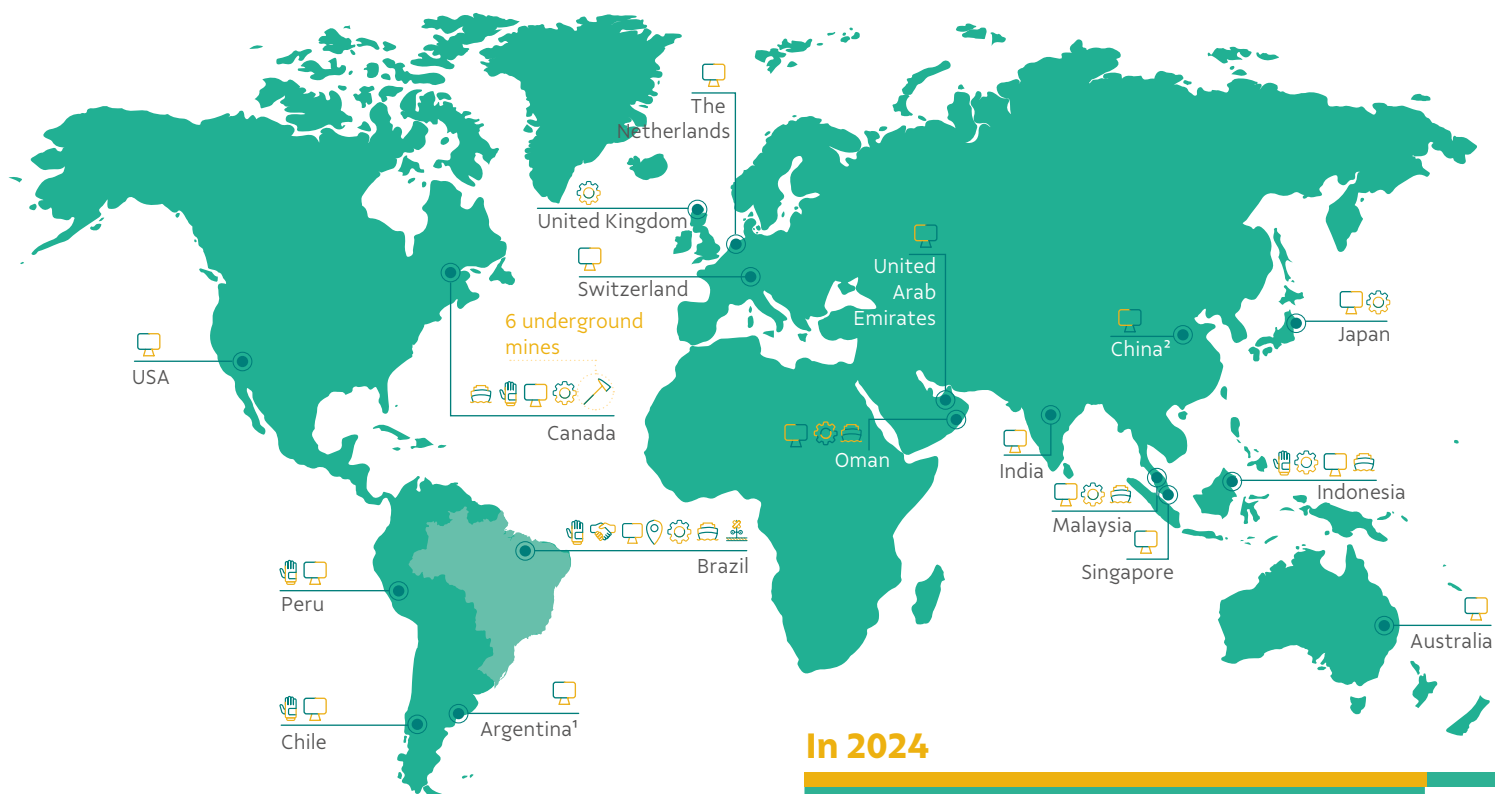 The
Netherlands
United Kingdom
Switzerland
United
Arab
Emirates
6 underground
mines
China²
Japan
USA
Canada
Oman
India
Indonesia
Malaysia
Brazil
Singapore
Peru
Australia
Argentina¹
Chile
In 2024